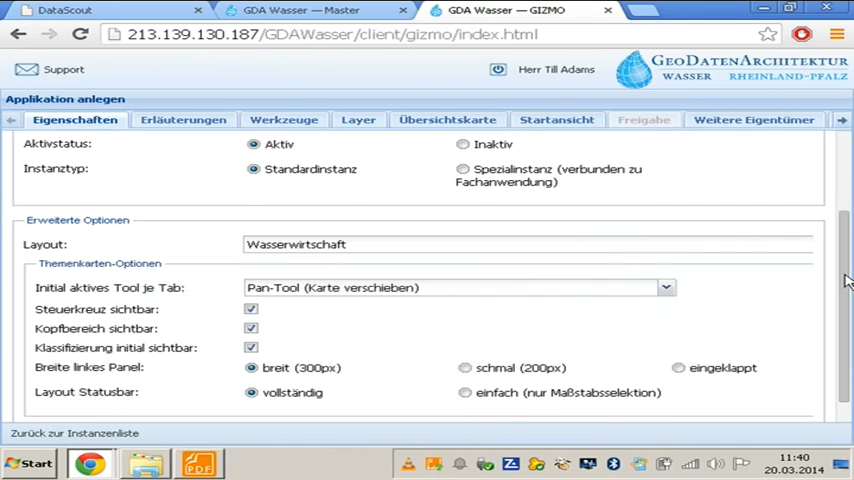 DataScout
GDA Wasser — Master
GDA Wasser — GIZMO
213.139.130.187/GDAWasser/client/gizmo/index.html
Support
Herr Till Adams
GEODATENARCHITEKTUR
WASSER RHEINLAND-PFALZ
Applikation anlegen
Eigenschaften
Erläuterungen
Werkzeuge
Layer
Übersichtskarte
Startansicht
Freigabe
Weitere Eigentümer
Aktivstatus:
Aktiv
Inaktiv
Instanztyp:
Standardinstanz
Spezialinstanz (verbunden zu
Fachanwendung)
Erweiterte Optionen
Layout:
Wasserwirtschaft
Themenkarten-Optionen
Initial aktives Tool je Tab:
Pan-Tool (Karte verschieben)
Steuerkreuz sichtbar:
Kopfbereich sichtbar:
Klassifizierung initial sichtbar:
Breite linkes Panel:
breit (300px)
schmal (200px)
eingeklappt
Layout Statusbar:
vollständig
einfach (nur Maßstabsselektion)
Zurück zur Instanzenliste
Start
PDF
11:40
20.03.2014